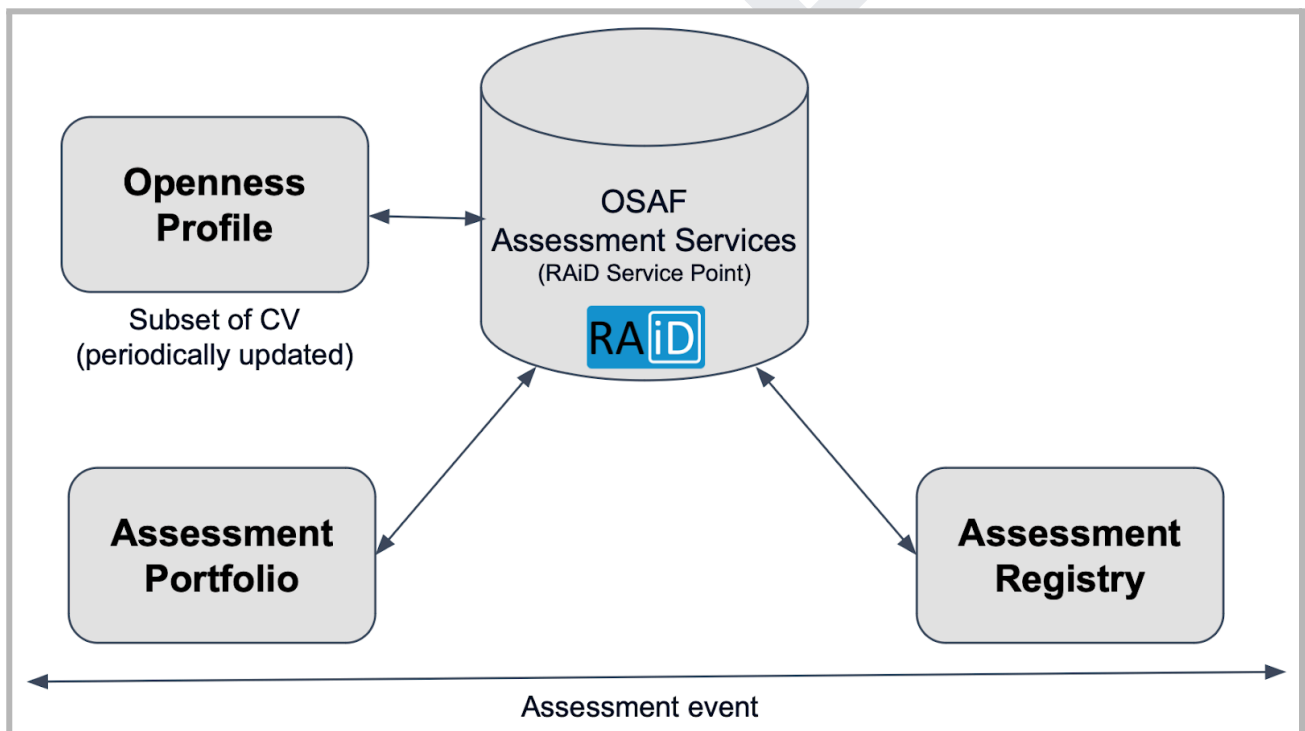 Openness
Profile
Subset of CV
(periodically updated)
OSAF
Assessment Services
(RAiD Service Point)
RAiD
Assessment
Portfolio
Assessment
Registry
Assessment event